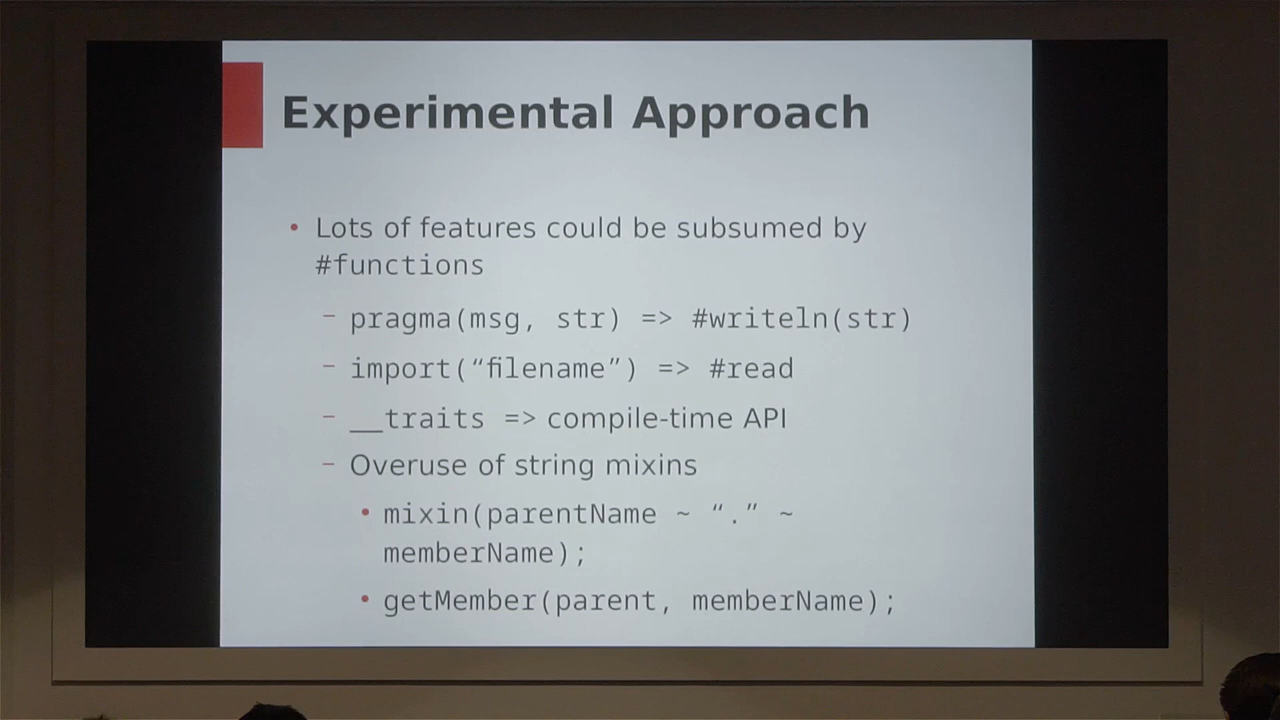 Experimental Approach
• Lots of features could be subsumed by
#functions
– pragma(msg, str) => #writeln(str)
– import(“filename”) => #read
– __traits => compile-time API
– Overuse of string mixins
• mixin(parentName ~ “.” ~
memberName);
• getMember(parent, memberName);